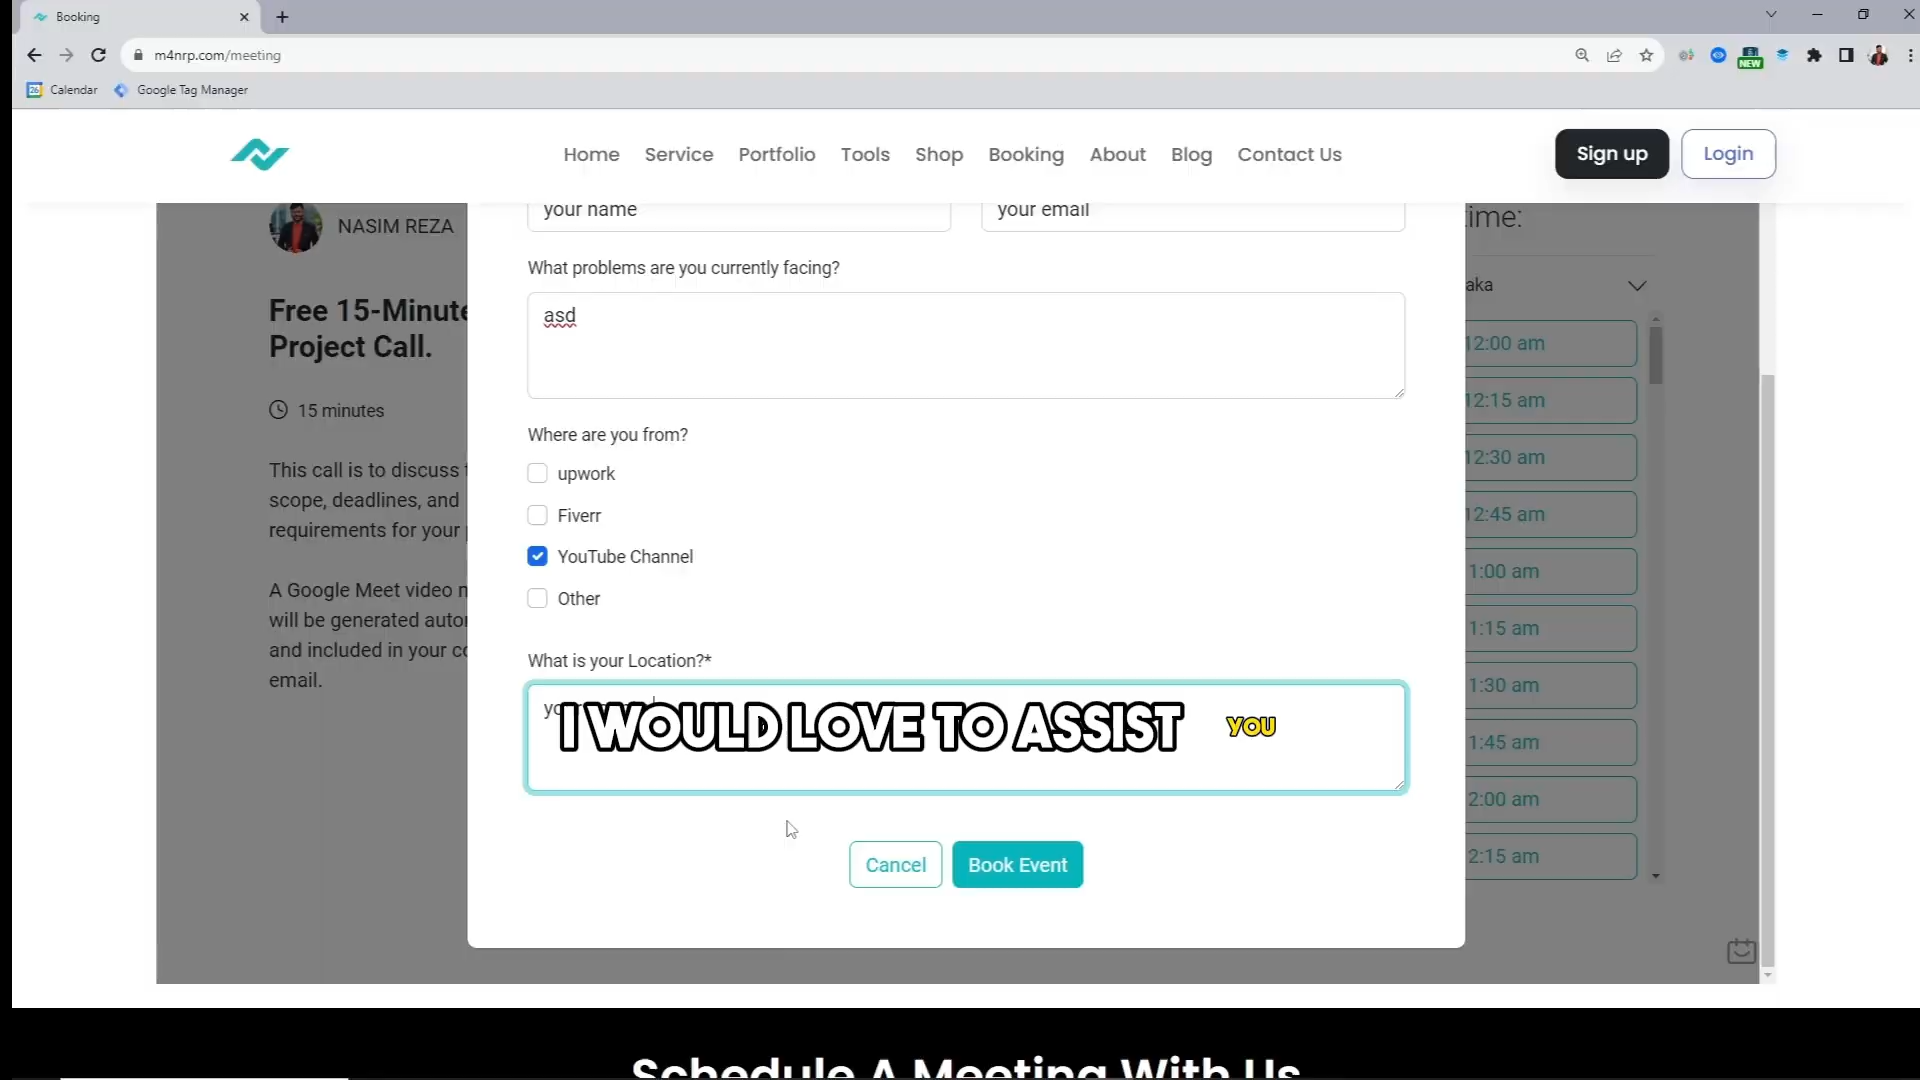 Booking
m4nrp.com/meeting
NEW
26 Calendar
Google Tag Manager
Home Service Portfolio Tools Shop Booking About Blog Contact Us
Sign up
Login
NASIM REZA
Free 15-Minute
Project Call.
15 minutes
This call is to discuss
scope, deadlines, and
requirements for your
A Google Meet video
will be generated
and included in your
email.
your name
your email
What problems are you currently facing?
asd
Where are you from?
upwork
Fiverr
YouTube Channel
Other
What is your Location?*
I WOULD LOVE TO ASSIST YOU
Cancel
Book Event
time:
aka
12:00 am
12:15 am
12:30 am
12:45 am
1:00 am
1:15 am
1:30 am
1:45 am
2:00 am
2:15 am
Schedule A Meeting With Us